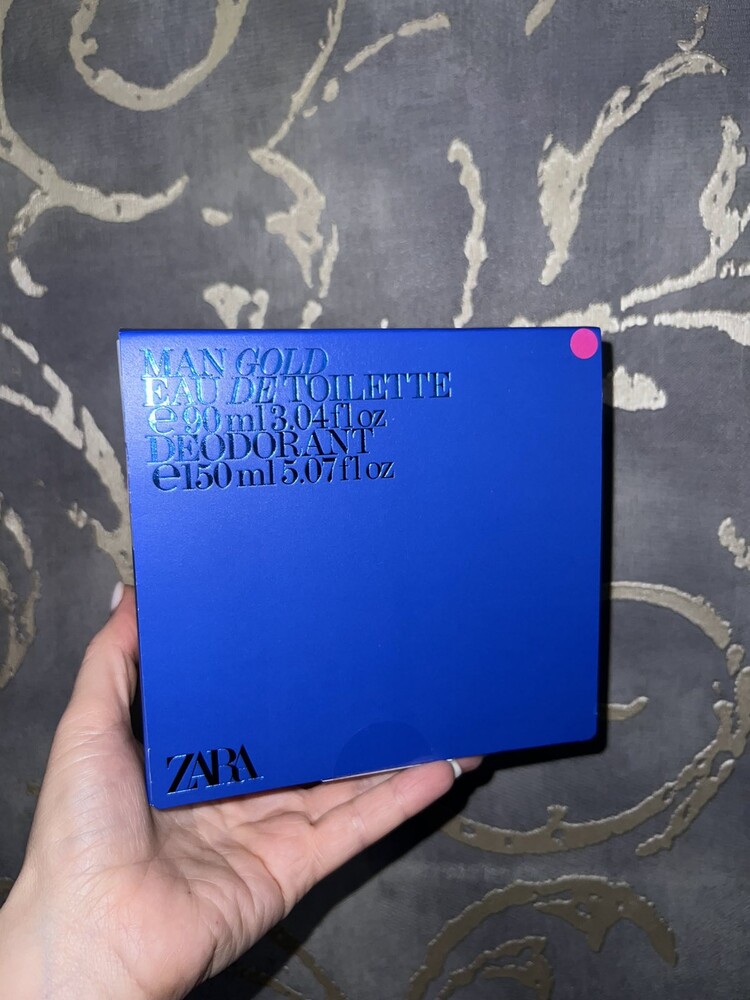 MAN GOLD
EAU DE TOILETTE
℮ 90 ml 3.04 fl oz
DEODORANT
℮ 150 ml 5.07 fl oz
ZARA